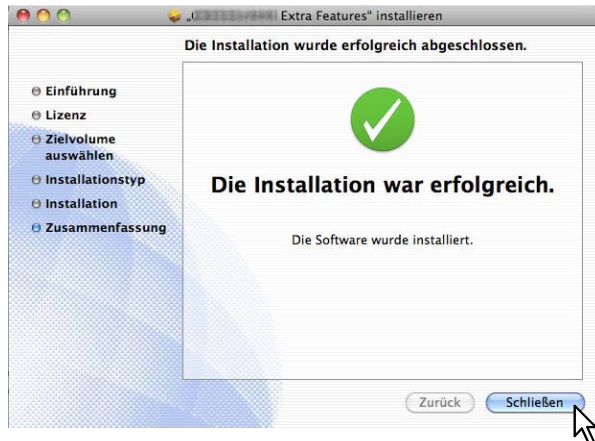 Extra Features“ installieren
Die Installation wurde erfolgreich abgeschlossen.
Einführung
Lizenz
Zielvolume
auswählen
Installationstyp
Installation
Zusammenfassung
Die Installation war erfolgreich.
Die Software wurde installiert.
Zurück
Schließen